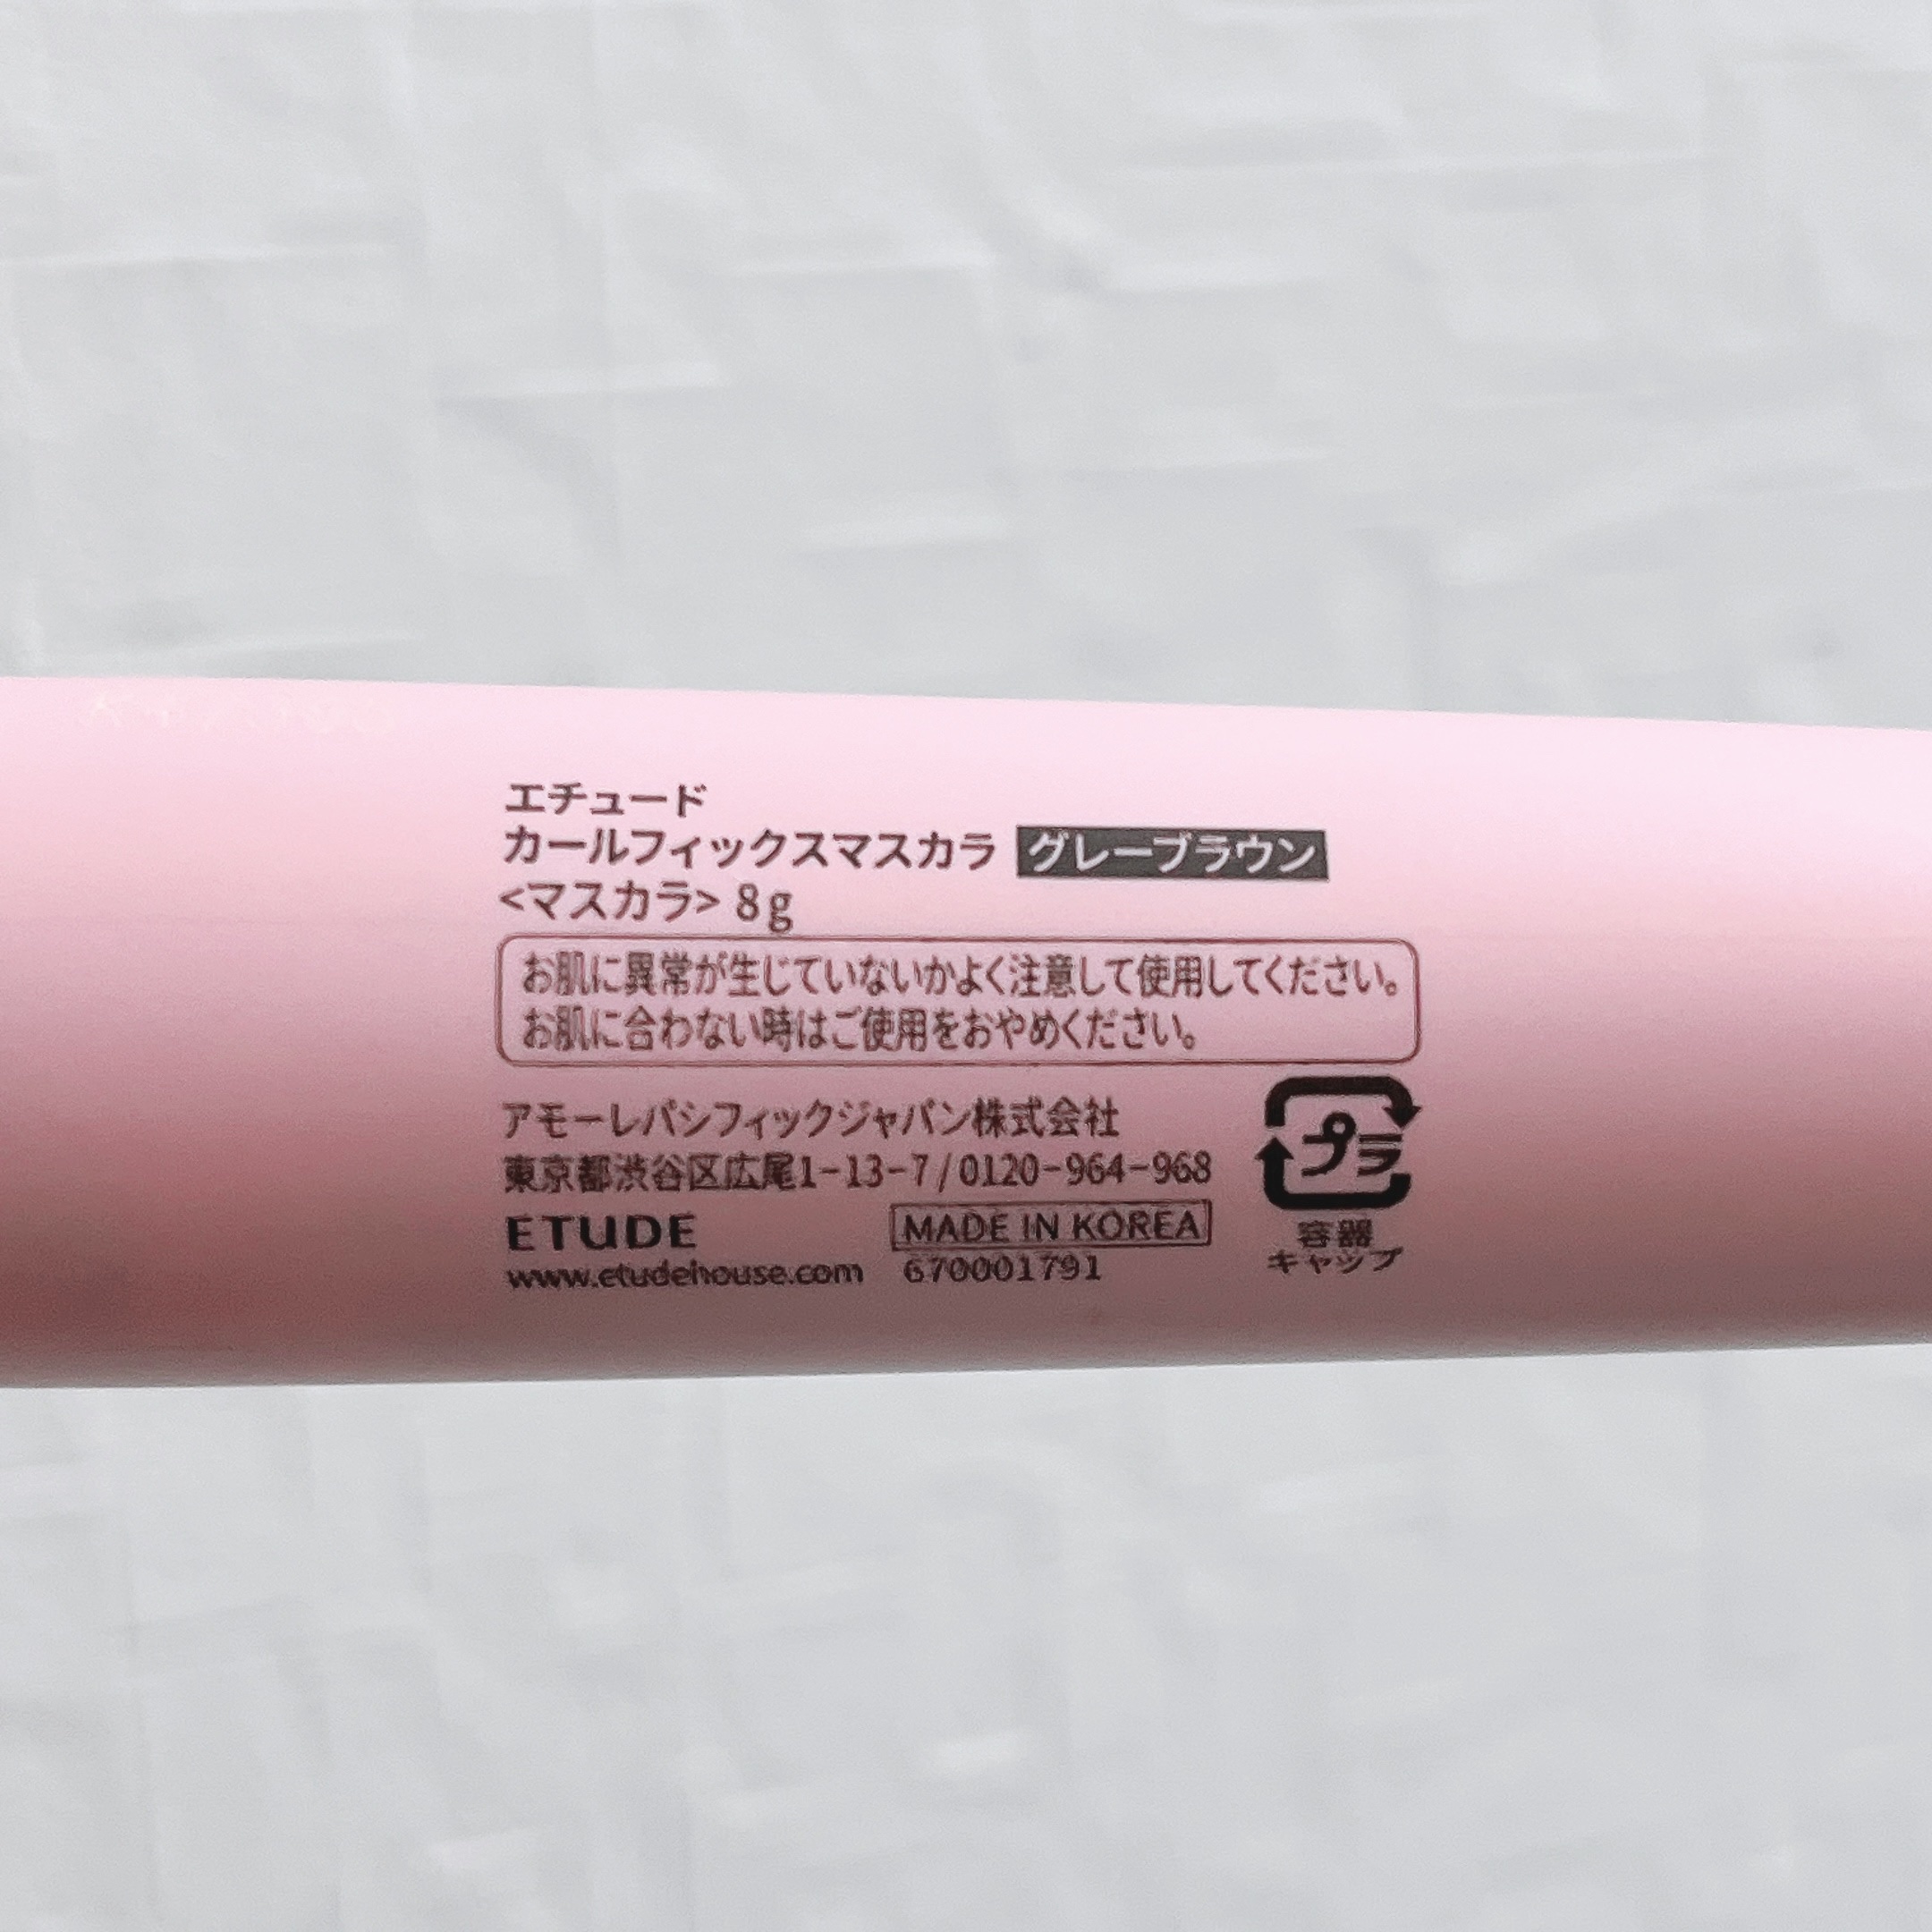 エチュード
カールフィックスマスカラ グレーブラウン
<マスカラ> 8g
お肌に異常が生じていないかよく注意して使用してください。
お肌に合わない時はご使用をおやめください。
アモーレパシフィックジャパン株式会社
東京都渋谷区広尾1-13-7/0120-964-968
ETUDE MADE IN KOREA
www.etudehouse.com 670001791
プラ
容器
キャップ